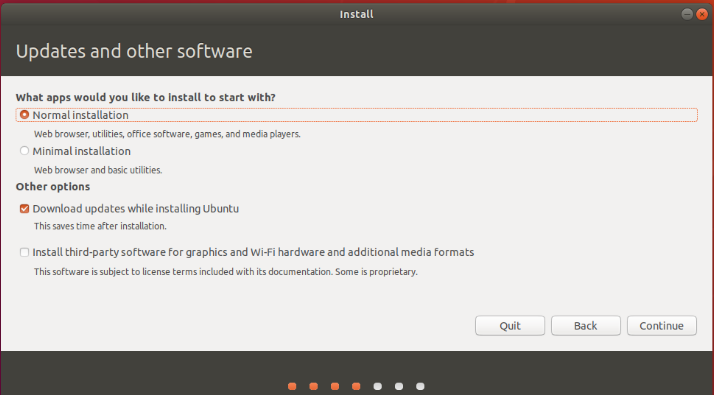 Install
Updates and other software
What apps would you like to install to start with?
Normal installation
Web browser, utilities, office software, games, and media players.
Minimal installation
Web browser and basic utilities.
Other options
Download updates while installing Ubuntu
This saves time after installation.
Install third-party software for graphics and Wi-Fi hardware and additional media formats
This software is subject to license terms included with its documentation. Some is proprietary.
Quit Back Continue